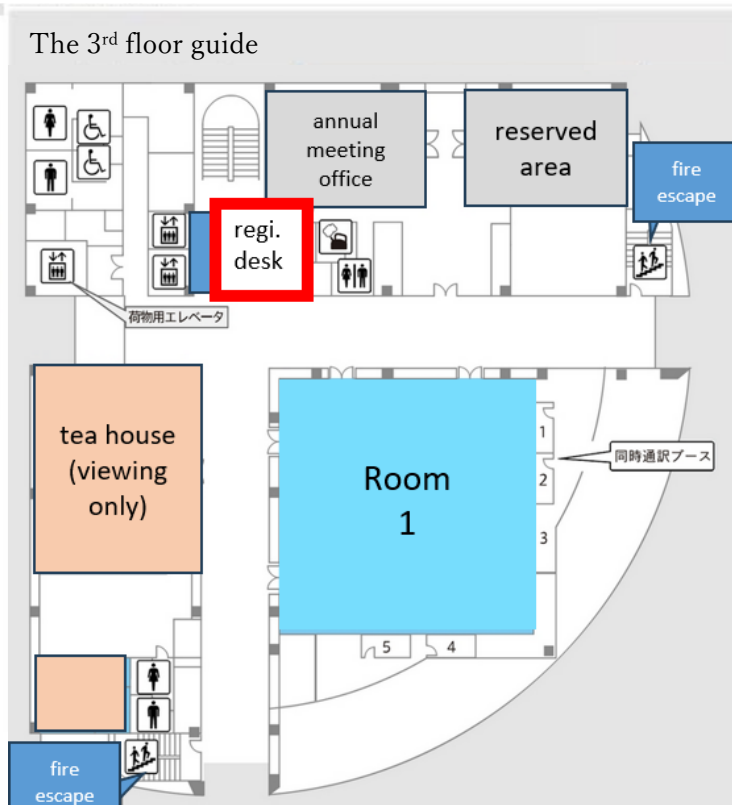 The 3rd floor guide
annual
meeting
office
reserved
area
fire
escape
regi.
desk
荷物用エレベータ
tea house
(viewing
only)
Room
1
1
2
3
同時通訳ブース
5
4
fire
escape